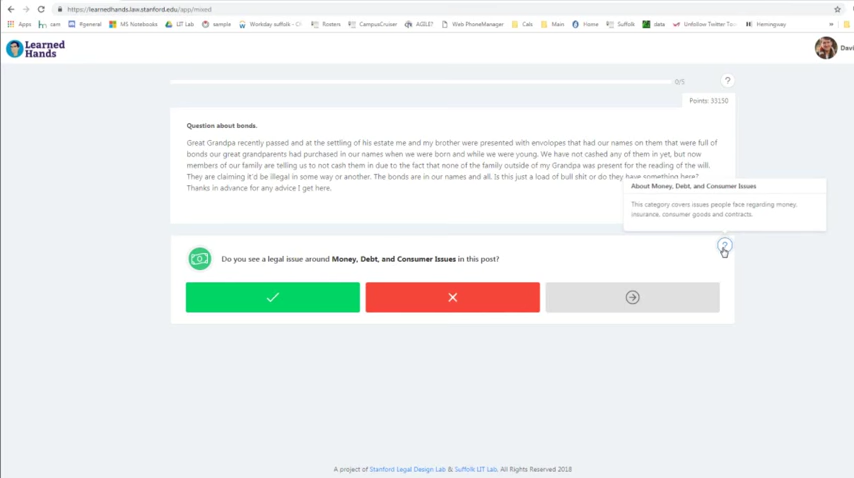 https://learnedhands.law.stanford.edu/app/mixed
Apps
cam
#general
MS Notebooks
LIT Lab
sample
Workday suffolk - Cl
Rosters
CampusCruiser
AGILE7
Web PhoneManager
Cals
Main
Home
Suffolk
data
Unfollow Twitter To
Hemingway
»
Learned
Hands
Davi
0/5
?
Points: 33150
Question about bonds.
Great Grandpa recently passed and at the settling of his estate me and my brother were presented with envelopes that had our names on them that were full of
bonds our great grandparents had purchased in our names when we were born and while we were young. We have not cashed any of them in yet, but now
members of our family are telling us to not cash them in due to the fact that none of the family outside of my Grandpa was present for the reading of the will.
They are claiming it'd be illegal in some way or another. The bonds are in our names and all. Is this just a load of bull shit or do they have something here?
Thanks in advance for any advice I get here.
About Money, Debt, and Consumer Issues
This category covers issues people face regarding money,
insurance, consumer goods and contracts.
?
Do you see a legal issue around Money, Debt, and Consumer Issues in this post?
A project of Stanford Legal Design Lab & Suffolk LIT Lab. All Rights Reserved 2018